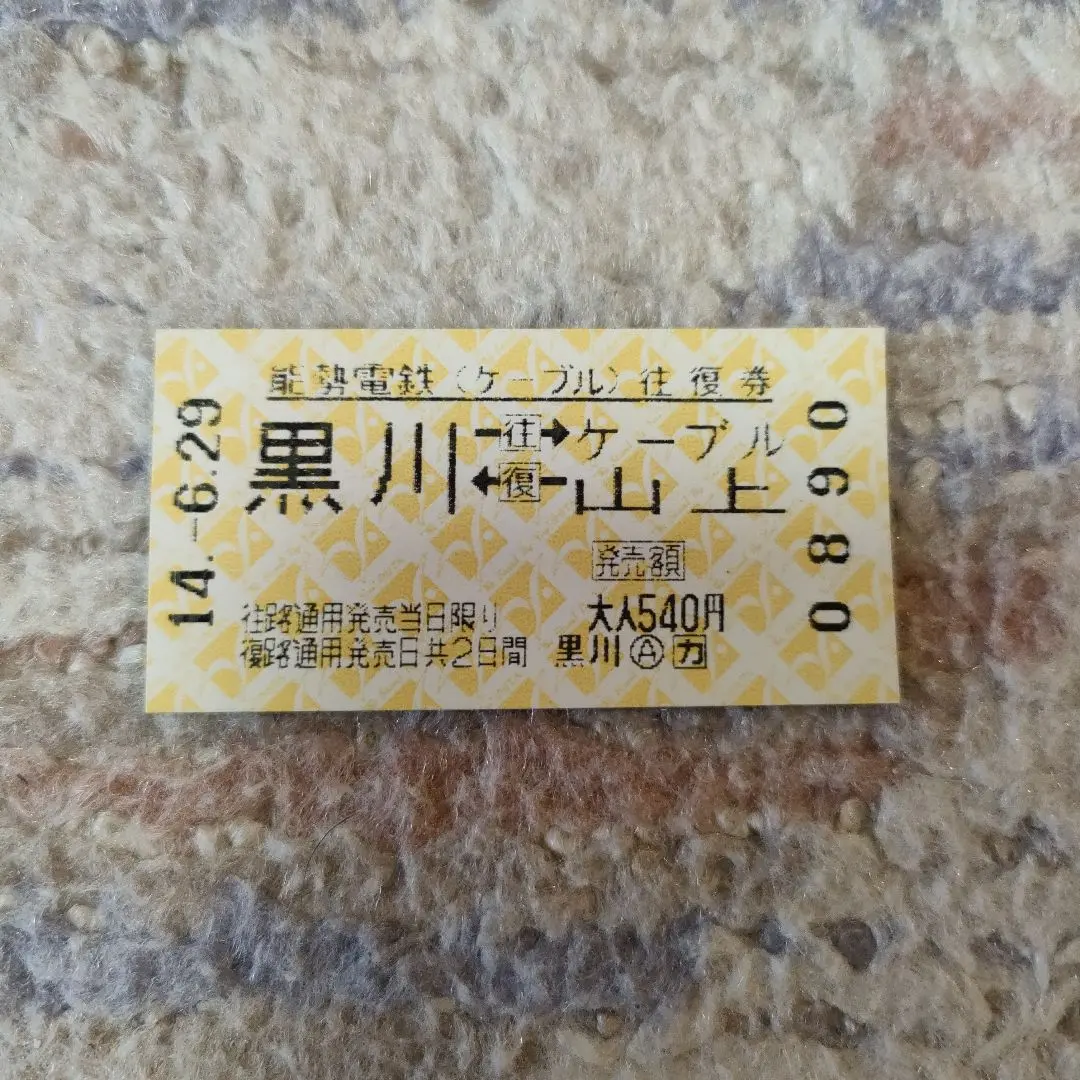 能勢電鉄（ケーブル）往復券
黒川 往→ ケーブル
←復 山上
発売額
往路通用発売当日限り 大人540円
復路通用発売日共2日間 黒川 Ⓐ カ
14.-6.29
0890